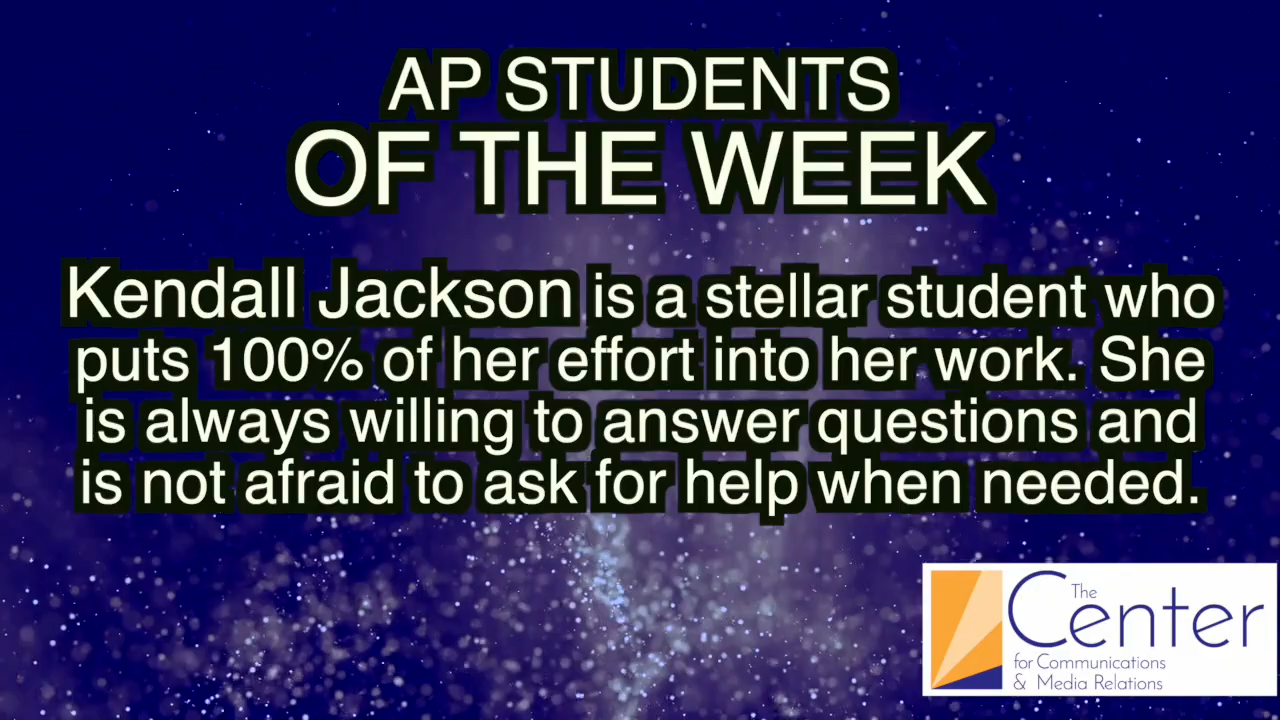 AP STUDENTS
OF THE WEEK
Kendall Jackson is a stellar student who
puts 100% of her effort into her work. She
is always willing to answer questions and
is not afraid to ask for help when needed.
The
Center
for Communications
& Media Relations